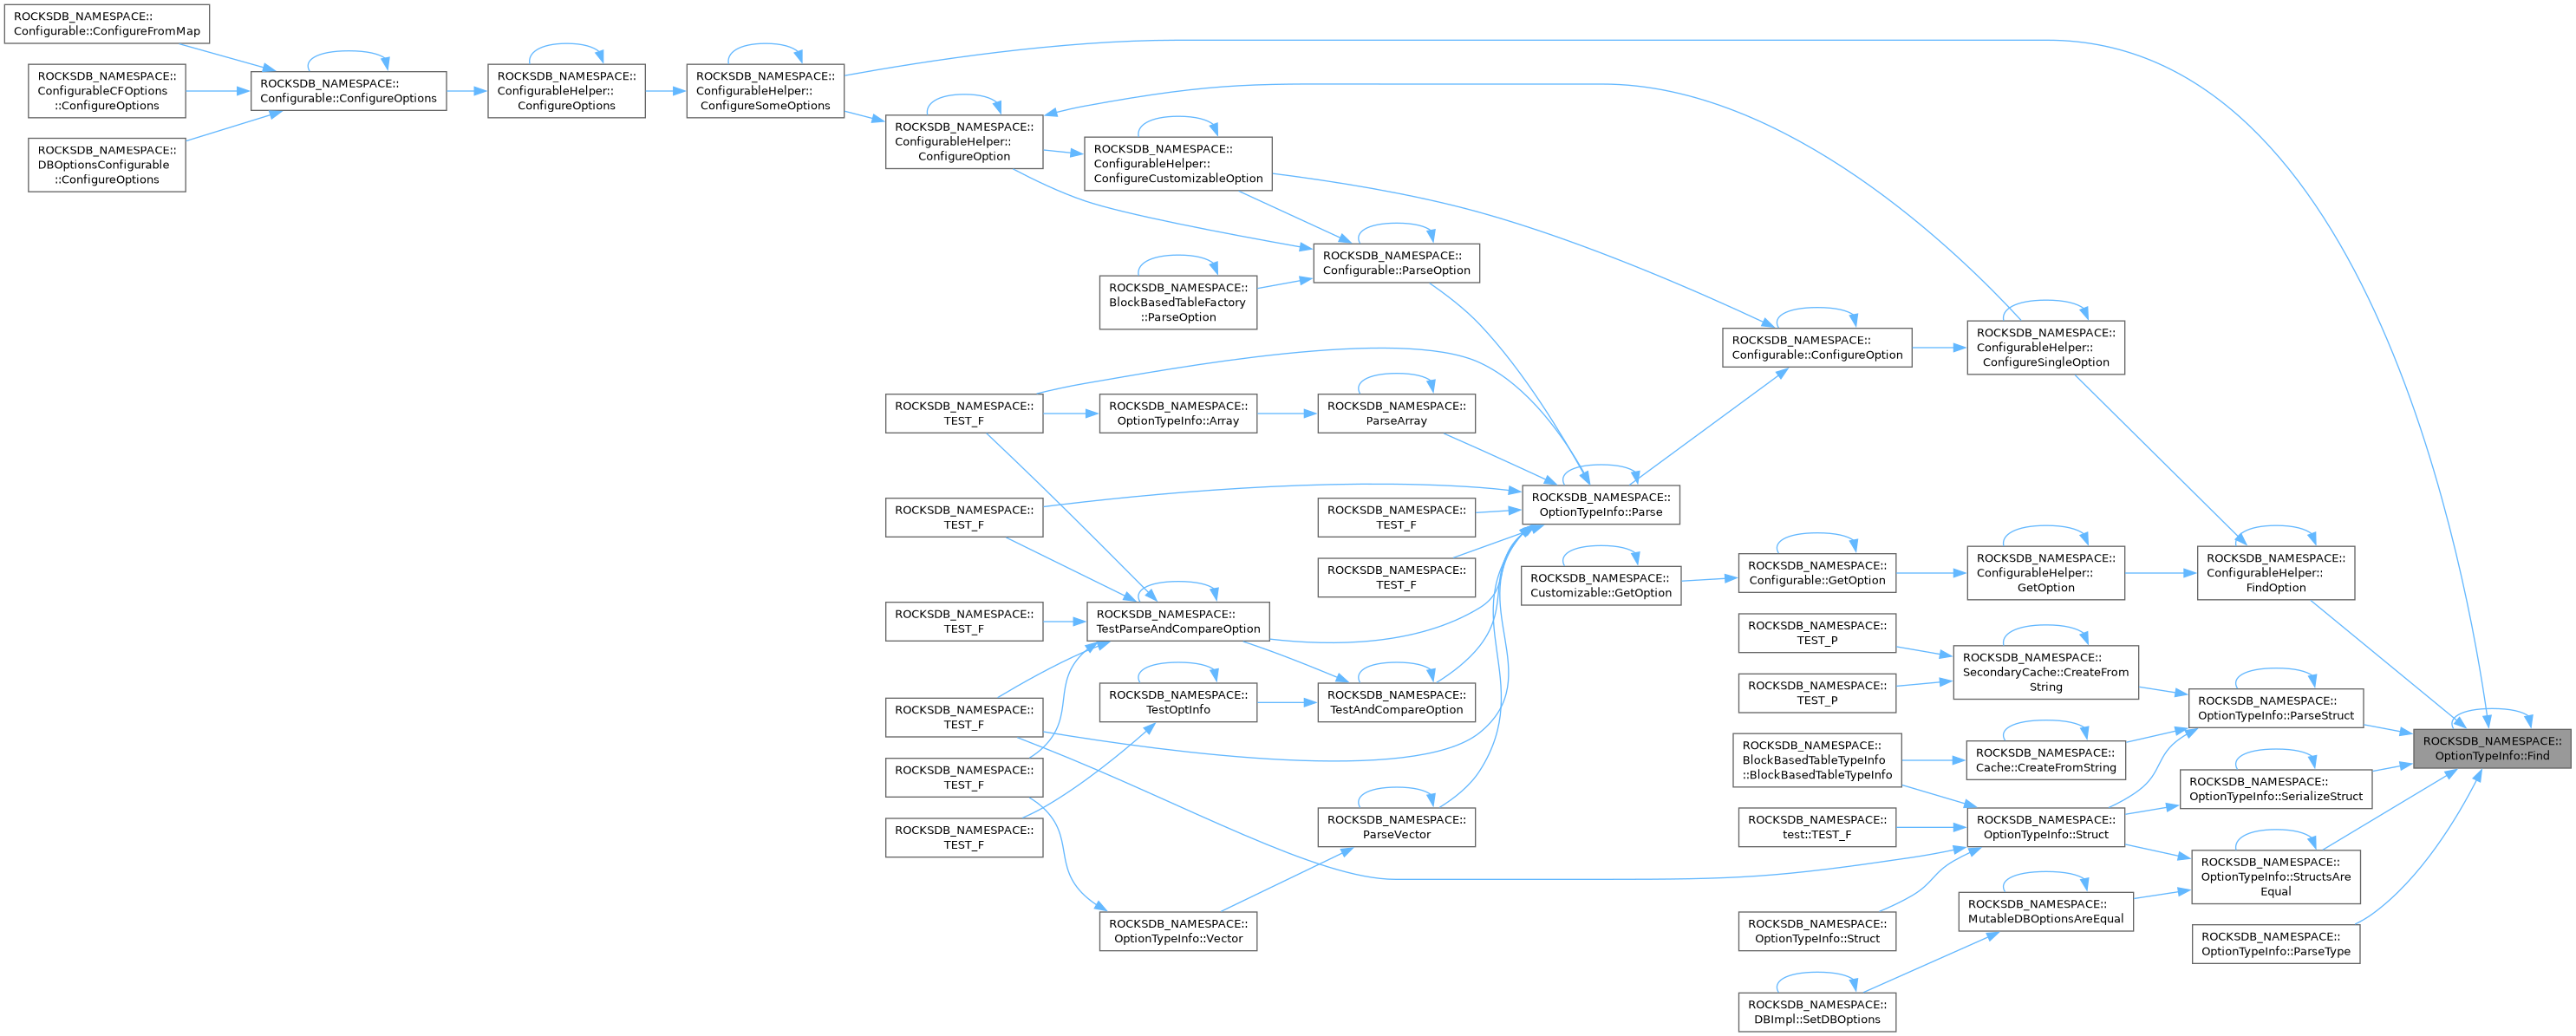 ROCKSDB_NAMESPACE::
Configurable::ConfigureFromMap
ROCKSDB_NAMESPACE::
ConfigurableCFOptions
::ConfigureOptions
ROCKSDB_NAMESPACE::
DBOptionsConfigurable
::ConfigureOptions
ROCKSDB_NAMESPACE::
Configurable::ConfigureOptions
ROCKSDB_NAMESPACE::
ConfigurableHelper::
ConfigureOptions
ROCKSDB_NAMESPACE::
ConfigurableHelper::
ConfigureSomeOptions
ROCKSDB_NAMESPACE::
ConfigurableHelper::
ConfigureOption
ROCKSDB_NAMESPACE::
ConfigurableHelper::
ConfigureCustomizableOption
ROCKSDB_NAMESPACE::
Configurable::ParseOption
ROCKSDB_NAMESPACE::
BlockBasedTableFactory
::ParseOption
ROCKSDB_NAMESPACE::
Configurable::ConfigureOption
ROCKSDB_NAMESPACE::
ConfigurableHelper::
ConfigureSingleOption
ROCKSDB_NAMESPACE::
TEST_F
ROCKSDB_NAMESPACE::
OptionTypeInfo::Array
ROCKSDB_NAMESPACE::
ParseArray
ROCKSDB_NAMESPACE::
OptionTypeInfo::Parse
ROCKSDB_NAMESPACE::
TEST_F
ROCKSDB_NAMESPACE::
TEST_F
ROCKSDB_NAMESPACE::
TEST_F
ROCKSDB_NAMESPACE::
Customizable::GetOption
ROCKSDB_NAMESPACE::
Configurable::GetOption
ROCKSDB_NAMESPACE::
ConfigurableHelper::
GetOption
ROCKSDB_NAMESPACE::
ConfigurableHelper::
FindOption
ROCKSDB_NAMESPACE::
TEST_F
ROCKSDB_NAMESPACE::
TestParseAndCompareOption
ROCKSDB_NAMESPACE::
TEST_P
ROCKSDB_NAMESPACE::
SecondaryCache::CreateFrom
String
ROCKSDB_NAMESPACE::
TEST_P
ROCKSDB_NAMESPACE::
TEST_F
ROCKSDB_NAMESPACE::
TestOptInfo
ROCKSDB_NAMESPACE::
TestAndCompareOption
ROCKSDB_NAMESPACE::
OptionTypeInfo::ParseStruct
ROCKSDB_NAMESPACE::
OptionTypeInfo::Find
ROCKSDB_NAMESPACE::
TEST_F
ROCKSDB_NAMESPACE::
BlockBasedTableTypeInfo
::BlockBasedTableTypeInfo
ROCKSDB_NAMESPACE::
Cache::CreateFromString
ROCKSDB_NAMESPACE::
OptionTypeInfo::SerializeStruct
ROCKSDB_NAMESPACE::
TEST_F
ROCKSDB_NAMESPACE::
ParseVector
ROCKSDB_NAMESPACE::
test::TEST_F
ROCKSDB_NAMESPACE::
OptionTypeInfo::Struct
ROCKSDB_NAMESPACE::
OptionTypeInfo::StructsAre
Equal
ROCKSDB_NAMESPACE::
MutableDBOptionsAreEqual
ROCKSDB_NAMESPACE::
OptionTypeInfo::Vector
ROCKSDB_NAMESPACE::
OptionTypeInfo::Struct
ROCKSDB_NAMESPACE::
OptionTypeInfo::ParseType
ROCKSDB_NAMESPACE::
DBImpl::SetDBOptions